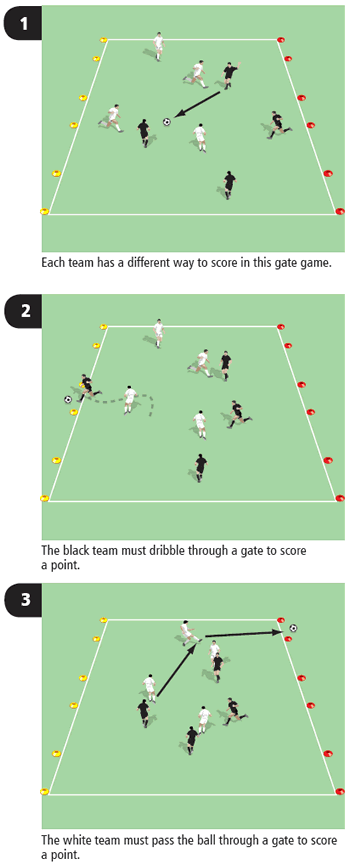 1
Each team has a different way to score in this gate game.
2
The black team must dribble through a gate to score
a point.
3
The white team must pass the ball through a gate to score
a point.